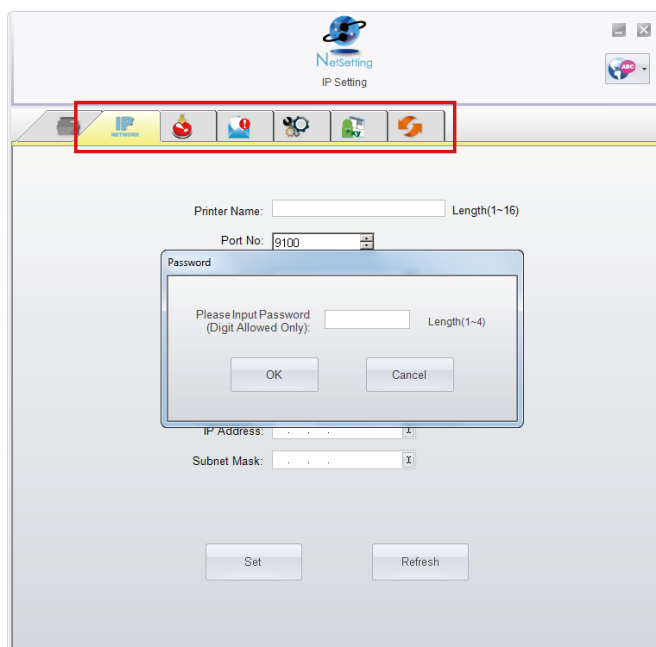 NetSetting
IP Setting
ABC
IP
NETWORK
Printer Name:
Length(1~16)
Port No: 9100
Password
Please Input Password
(Digit Allowed Only):
Length(1~4)
OK
Cancel
IP Address: . . .
Subnet Mask: . . .
Set
Refresh